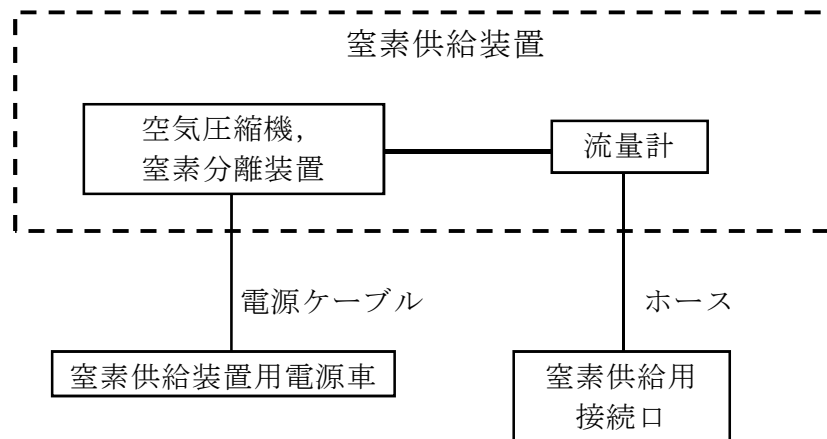 窒素供給装置
空気圧縮機,
窒素分離装置
流量計
電源ケーブル
ホース
窒素供給装置用電源車
窒素供給用
接続口